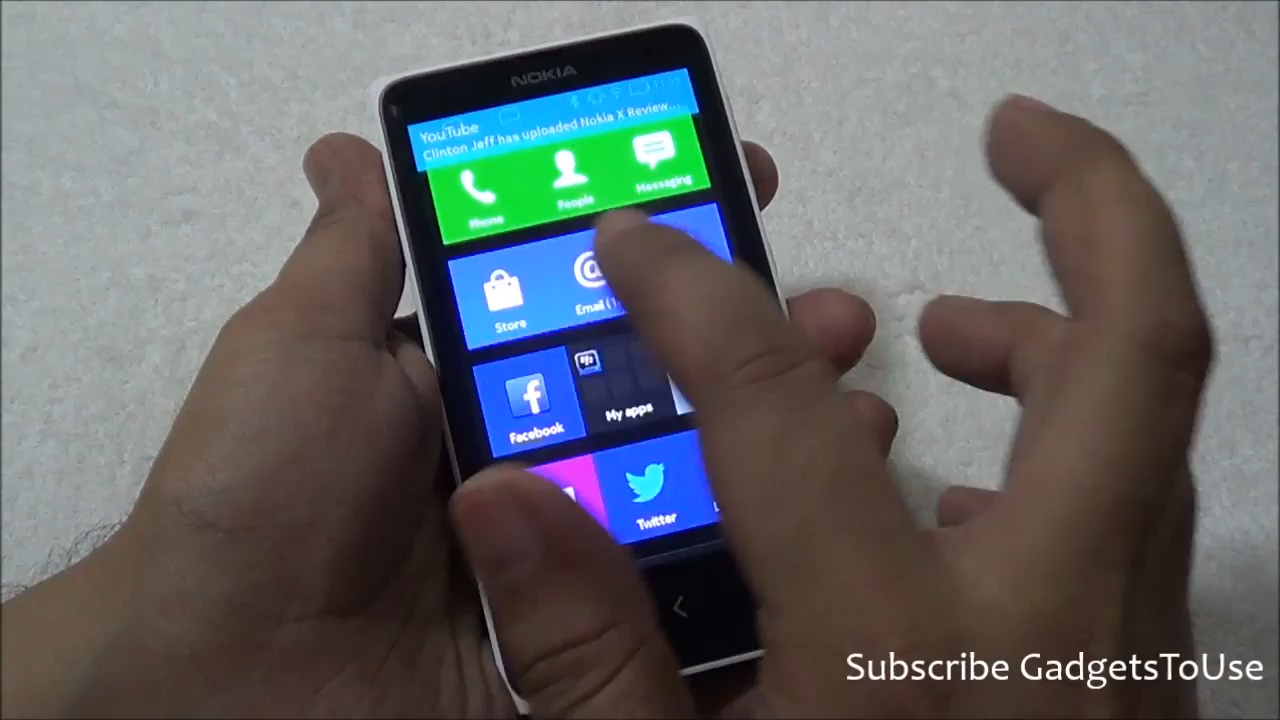 NOKIA
YouTube
Clinton Jeff has uploaded Nokia X Review...
Phone
People
Messaging
Store
Email
Facebook
My apps
Twitter
Subscribe GadgetsToUse